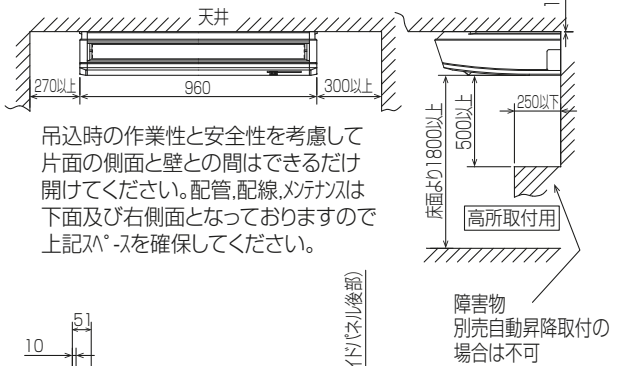 天井
270以上
960
300以上
吊込時の作業性と安全性を考慮して
片面の側面と壁との間はできるだけ
開けてください。配管,配線,メンテナンスは
下面及び右側面となっておりますので
上記スペースを確保してください。
床面より1800以上
500以上
250以下
高所取付用
障害物
別売自動昇降取付の
場合は不可
51
10
イドパネル後部)